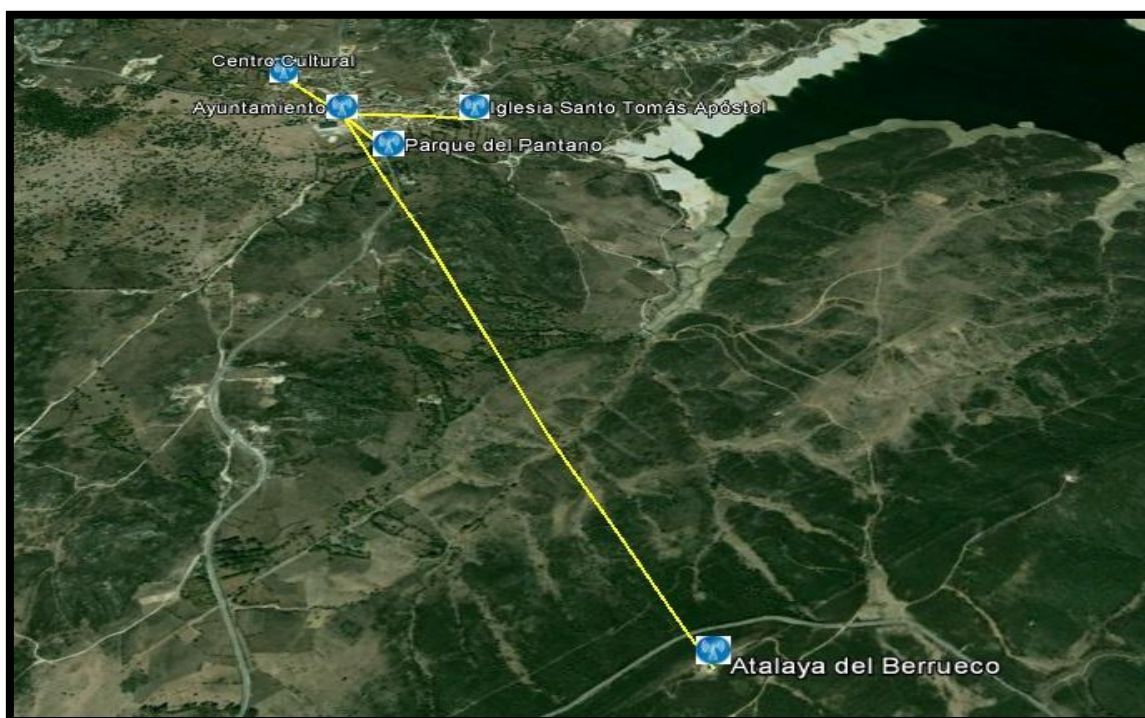 Centro Cultural
Ayuntamiento
Iglesia Santo Tomás Apóstol
Parque del Pantano
Atalaya del Berrueco